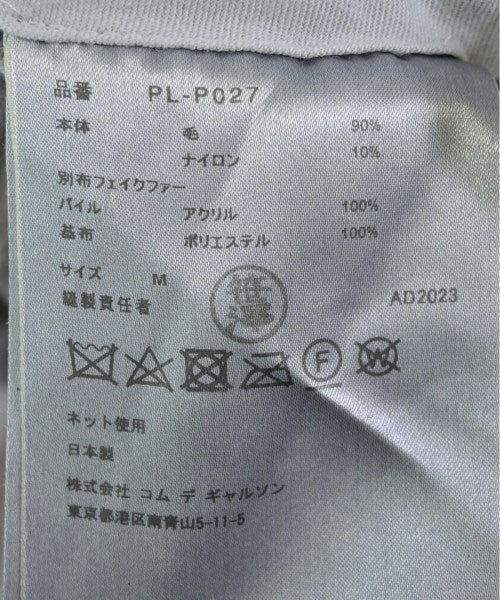 品番 PL-P027
本体 毛 90%
ナイロン 10%
別布フェイクファー
パイル アクリル 100%
基布 ポリエステル 100%
サイズ M
縫製責任者 笹澤 AD2023
F W
ネット使用
日本製
株式会社 コム デ ギャルソン
東京都港区南青山5-11-5